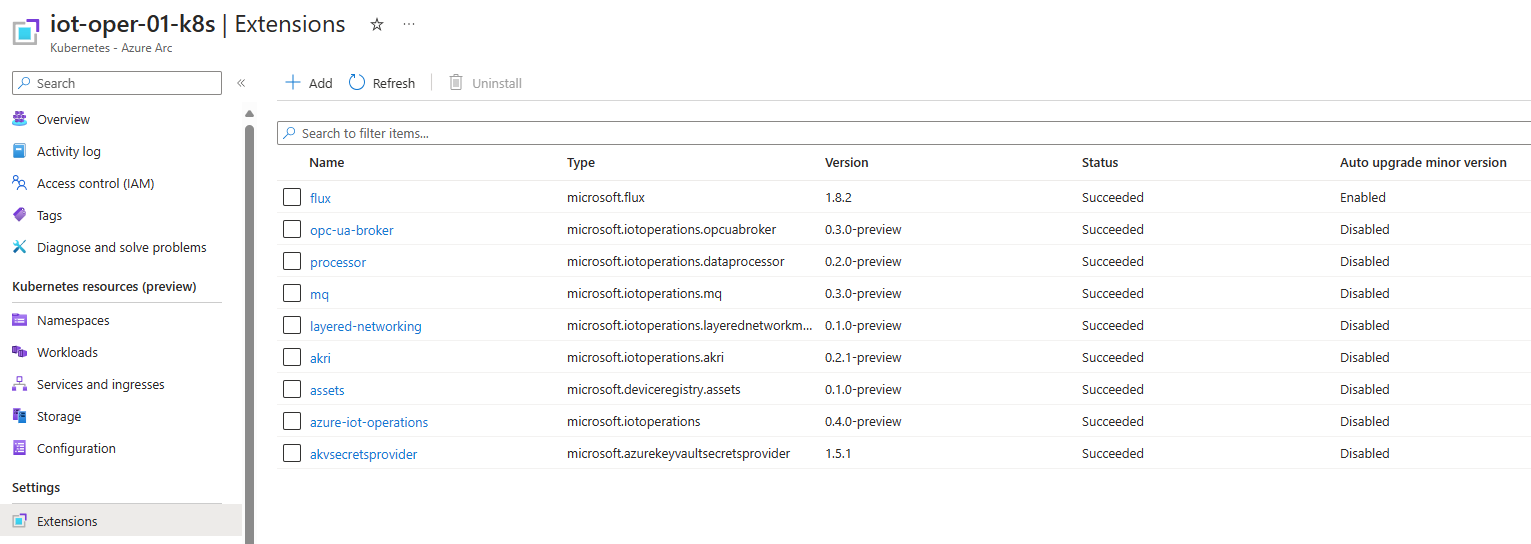 iot-oper-01-k8s | Extensions ☆ ...
Kubernetes - Azure Arc
Search «
Overview
Activity log
Access control (IAM)
Tags
Diagnose and solve problems
Kubernetes resources (preview)
Namespaces
Workloads
Services and ingresses
Storage
Configuration
Settings
Extensions
+ Add Refresh Uninstall
Search to filter items...
Name Type Version Status Auto upgrade minor version
flux microsoft.flux 1.8.2 Succeeded Enabled
opc-ua-broker microsoft.iotoperations.opcuabroker 0.3.0-preview Succeeded Disabled
processor microsoft.iotoperations.dataprocessor 0.2.0-preview Succeeded Disabled
mq microsoft.iotoperations.mq 0.3.0-preview Succeeded Disabled
layered-networking microsoft.iotoperations.layerednetworkm... 0.1.0-preview Succeeded Disabled
akri microsoft.iotoperations.akri 0.2.1-preview Succeeded Disabled
assets microsoft.deviceregistry.assets 0.1.0-preview Succeeded Disabled
azure-iot-operations microsoft.iotoperations 0.4.0-preview Succeeded Disabled
akvsecretsprovider microsoft.azurekeyvaultsecretsprovider 1.5.1 Succeeded Disabled